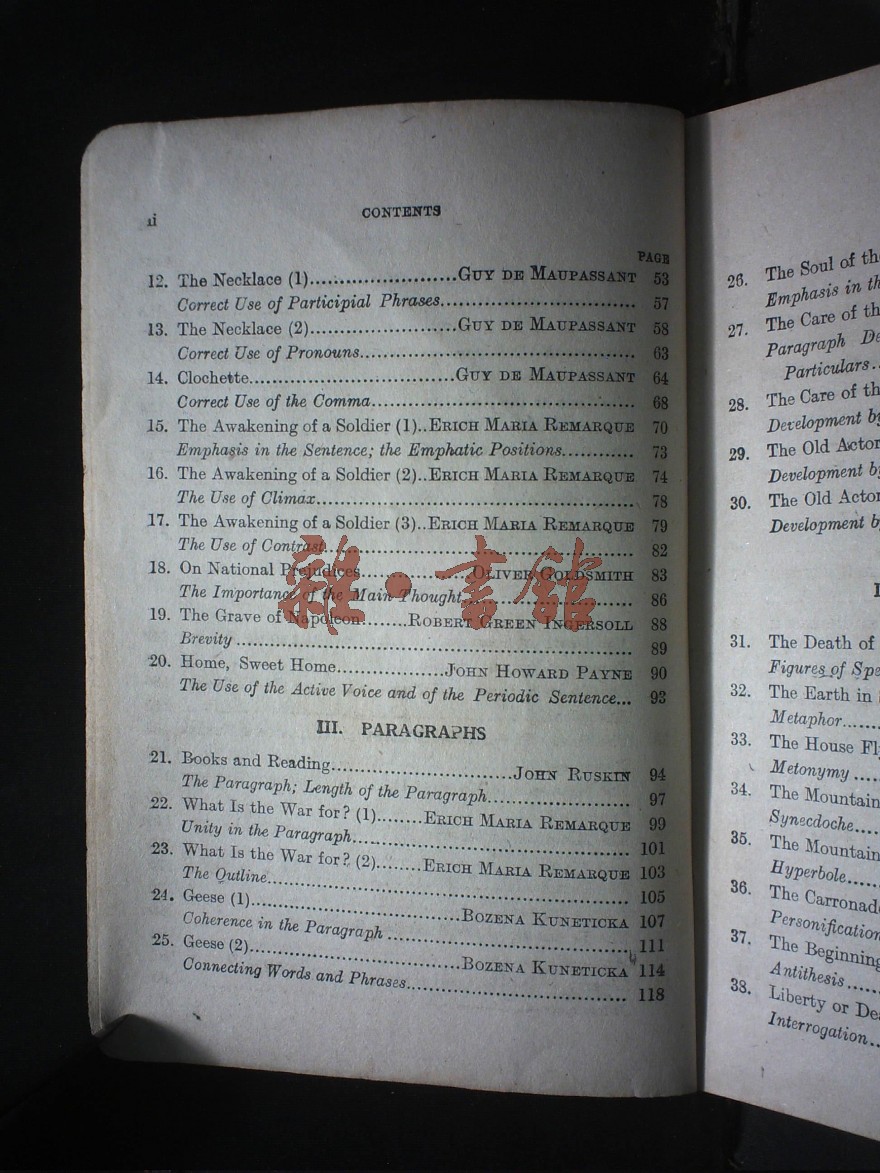 ii
CONTENTS
PAGE
12. The Necklace (1)........................GUY DE MAUPASSANT 53
Correct Use of Participial Phrases................................ 57
13. The Necklace (2)........................GUY DE MAUPASSANT 58
Correct Use of Pronouns.............................................. 63
14. Clochette..................................GUY DE MAUPASSANT 64
Correct Use of the Comma............................................ 68
15. The Awakening of a Soldier (1)..ERICH MARIA REMARQUE 70
Emphasis in the Sentence; the Emphatic Positions............ 73
16. The Awakening of a Soldier (2)..ERICH MARIA REMARQUE 74
The Use of Climax..................................................... 78
17. The Awakening of a Soldier (3)..ERICH MARIA REMARQUE 79
The Use of Contrast................................................... 82
18. On National Prejudices..................OLIVER GOLDSMITH 83
The Importance of the Main Thought............................ 86
19. The Grave of Napoleon!.......ROBERT GREEN INGERSOLL 88
Brevity ................................................................. 89
20. Home, Sweet Home.................JOHN HOWARD PAYNE 90
The Use of the Active Voice and of the Periodic Sentence... 93
III. PARAGRAPHS
21. Books and Reading..............................JOHN RUSKIN 94
The Paragraph; Length of the Paragraph........................ 97
22. What Is the War for? (1)........ERICH MARIA REMARQUE 99
Unity in the Paragraph.............................................. 101
23. What Is the War for? (2)........ERICH MARIA REMARQUE 103
The Outline............................................................. 105
24. Geese (1)...................................BOZENA KUNETICKA 107
Coherence in the Paragraph ........................................ 111
25. Geese (2)...................................BOZENA KUNETICKA 114
Connecting Words and Phrases..................................... 118
26. The Soul of the
Emphasis in th
27. The Care of th
Paragraph De
Particulars..
28. The Care of th
Development by
29. The Old Actor
Development by
30. The Old Actor
Development by
31. The Death of
Figures of Spe
32. The Earth in
Metaphor......
33. The House Fly
Metonymy ....
34. The Mountain
Synecdoche....
35. The Mountain
Hyperbole.....
36. The Carronad
Personification
37. The Beginning
Antithesis......
38. Liberty or Dea
Interrogation..
雜·書館